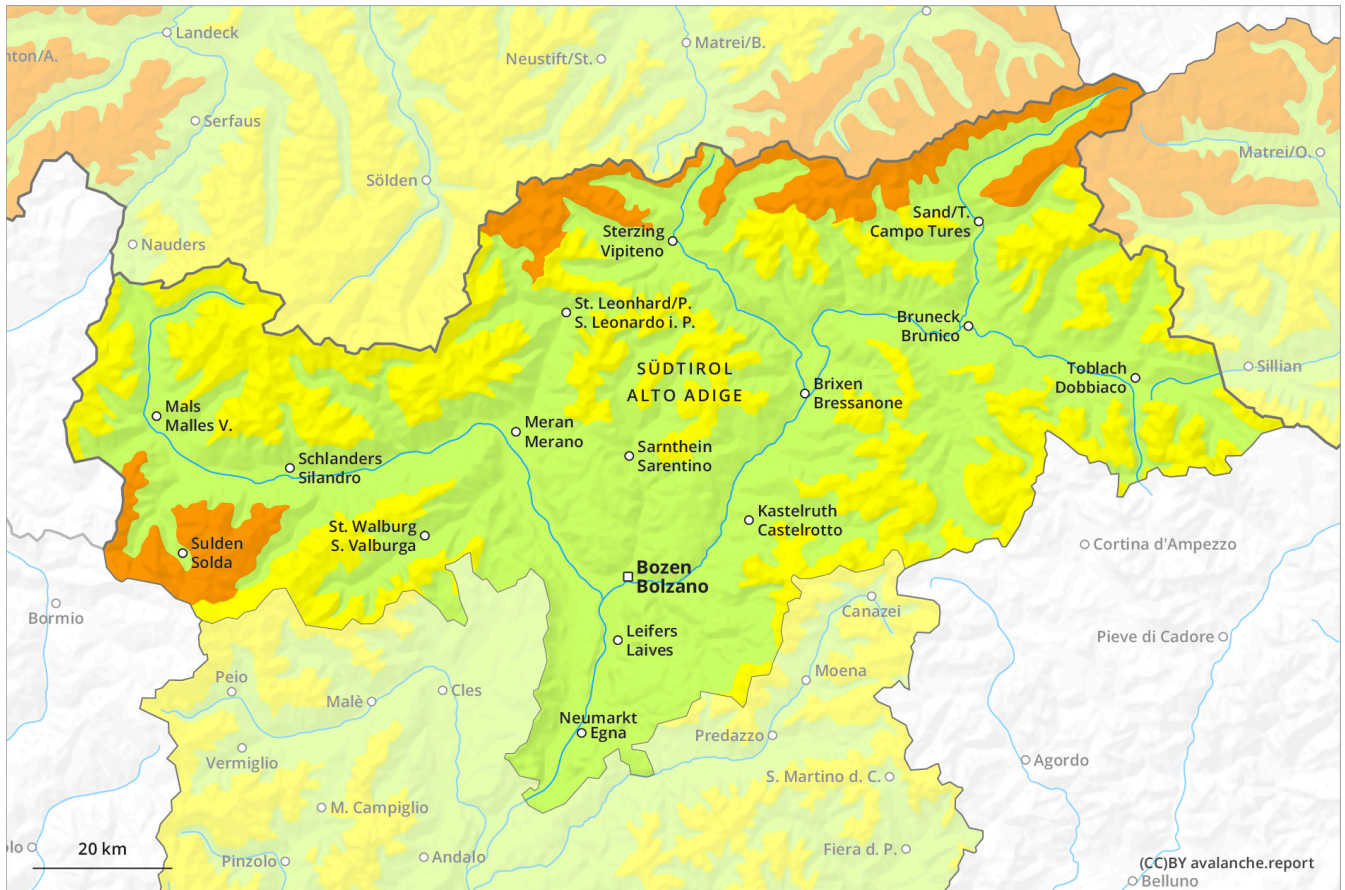 Landeck
Matrei/B.
nton/A.
Neustift/St.
Serfaus
Matrei/O.
Sölden
Sand/T.
Campo Tures
Nauders
Sterzing
Vipiteno
St. Leonhard/P.
S. Leonardo i. P.
Bruneck
Brunico
SÜDTIROL
ALTO ADIGE
Toblach
Dobbiaco
Sillian
Brixen
Bressanone
Mals
Malles V.
Meran
Merano
Sarnthein
Sarentino
Schlanders
Silandro
Kastelruth
Castelrotto
St. Walburg
S. Valburga
Sulden
Solda
Cortina d'Ampezzo
Bozen
Bolzano
Bormio
Canazei
Leifers
Laives
Pieve di Cadore
Peio
Moena
Malè
Cles
Neumarkt
Egna
Predazzo
Vermiglio
Agordo
S. Martino d. C.
M. Campiglio
lo
20 km
Pinzolo
Andalo
Fiera d. P.
(CC)BY avalanche.report
Belluno